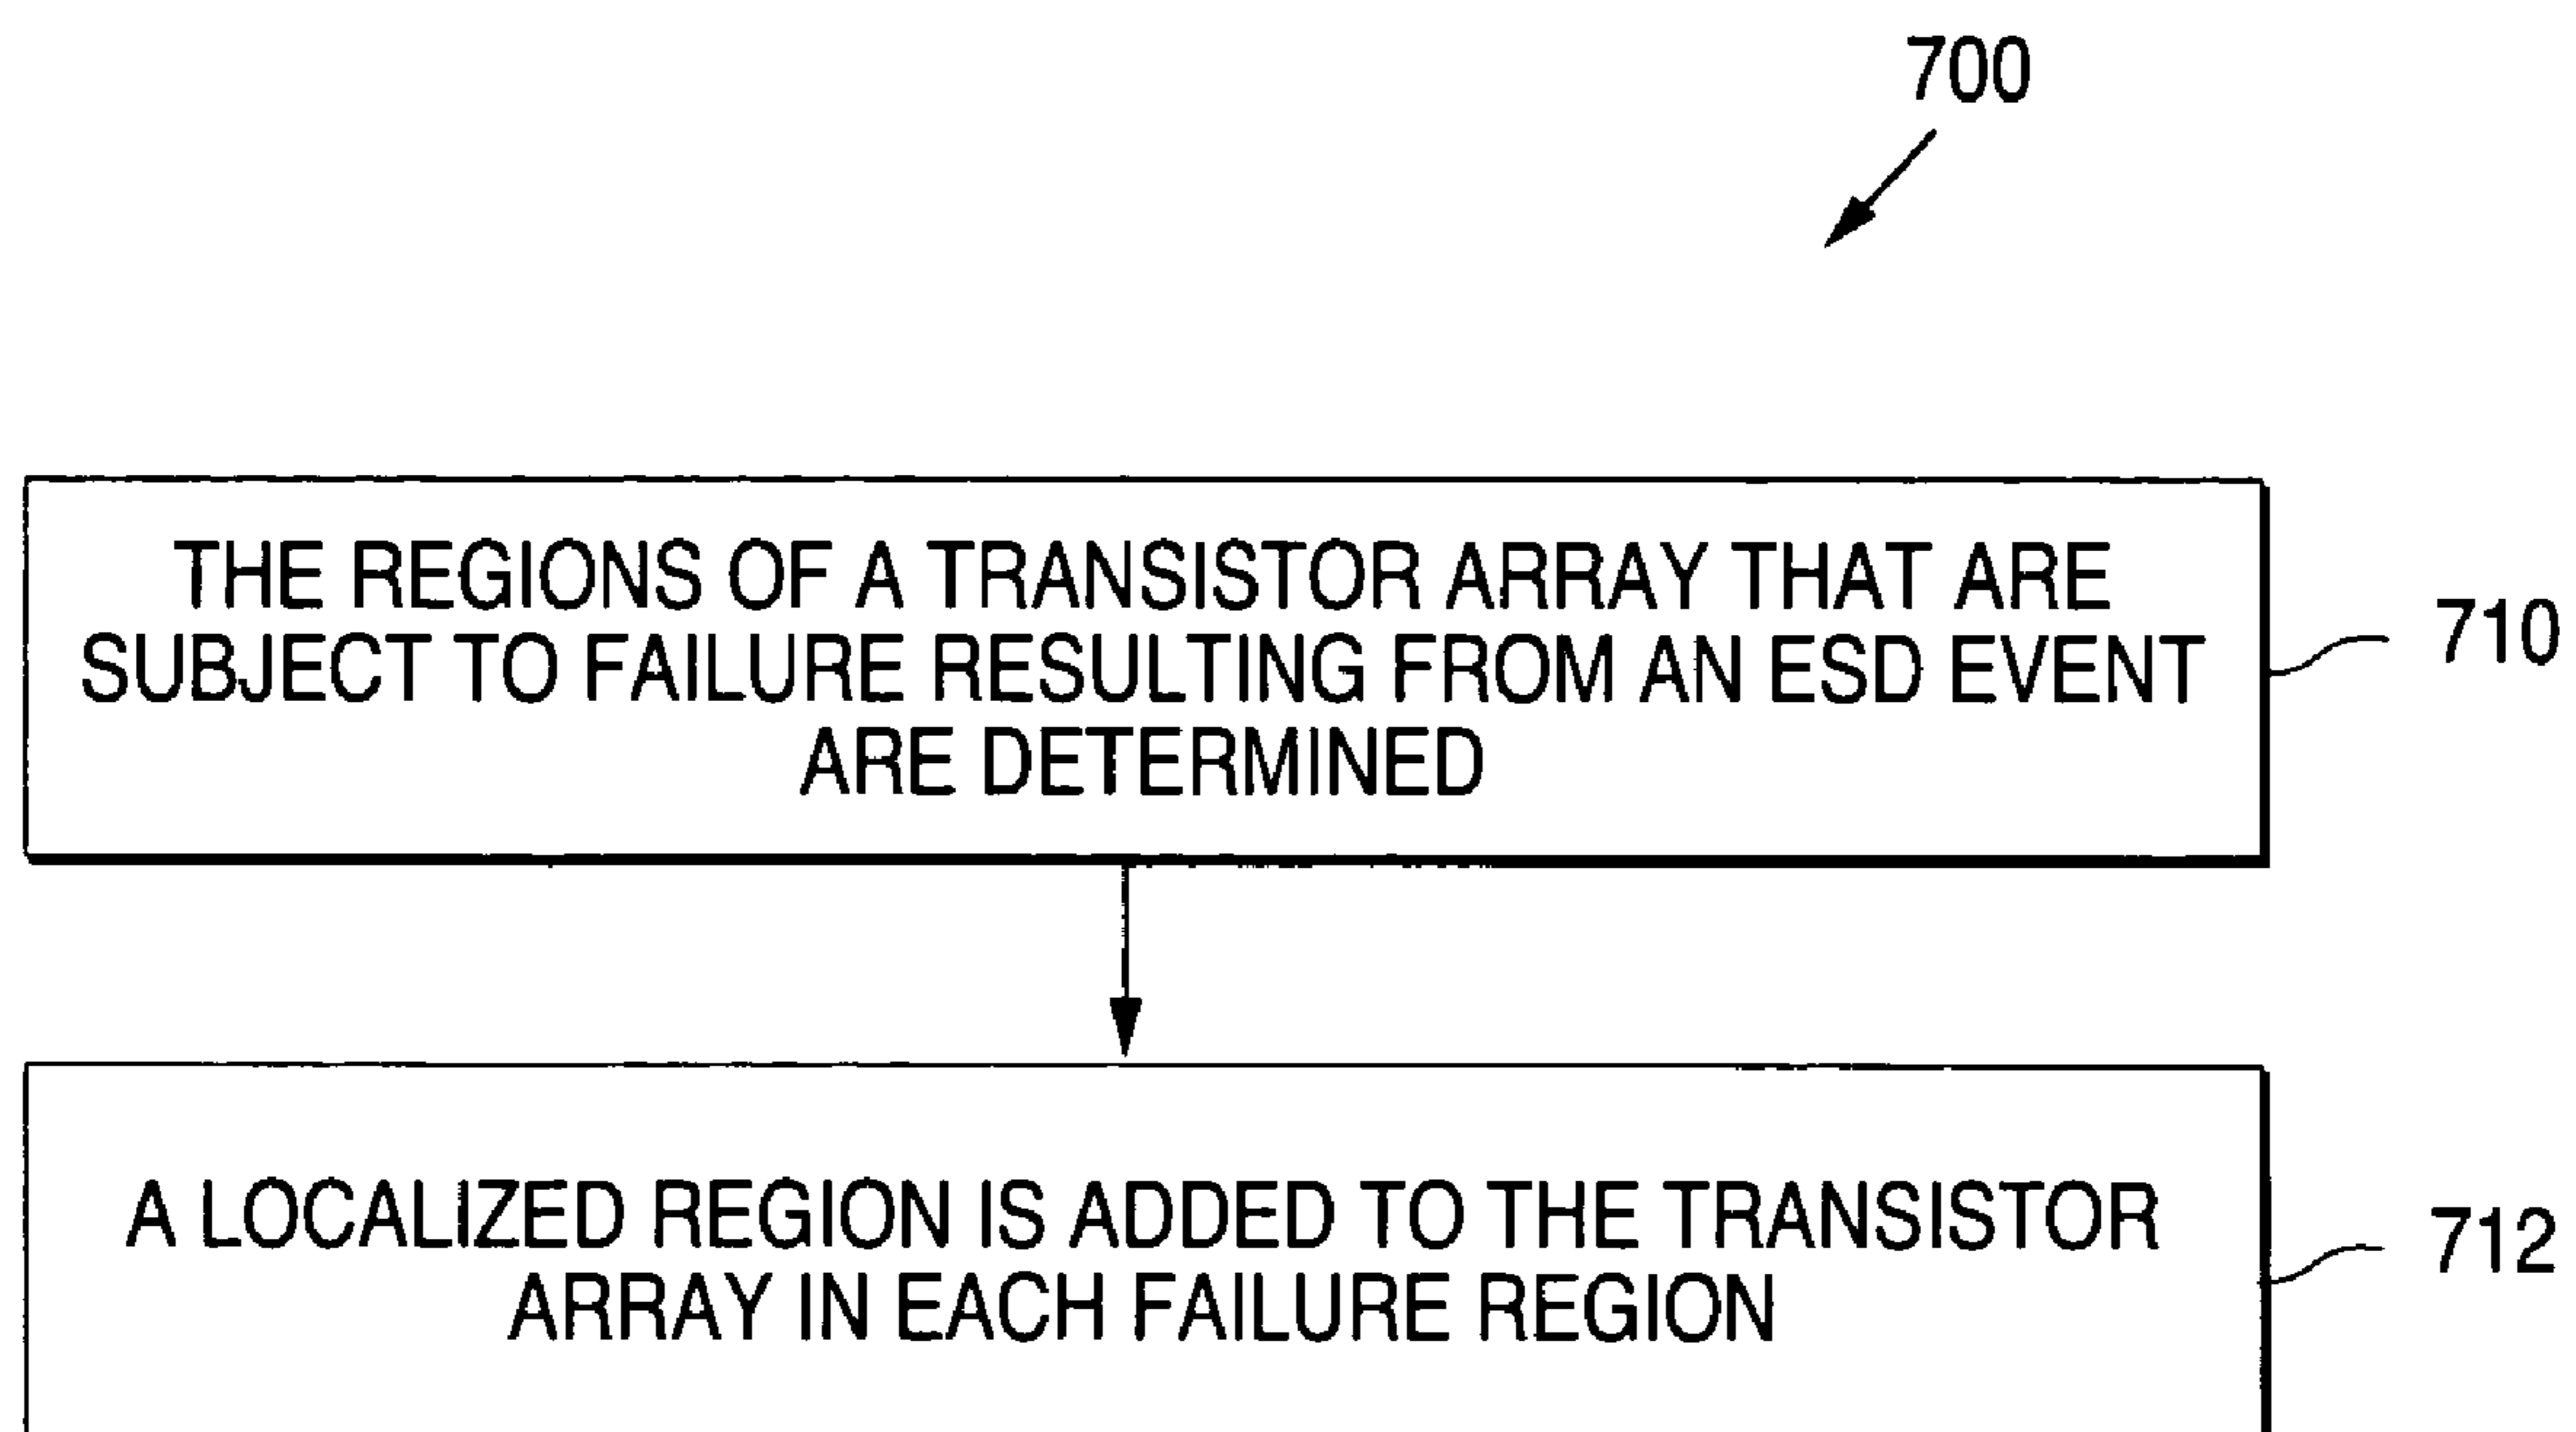 700
THE REGIONS OF A TRANSISTOR ARRAY THAT ARE
SUBJECT TO FAILURE RESULTING FROM AN ESD EVENT
ARE DETERMINED
710
A LOCALIZED REGION IS ADDED TO THE TRANSISTOR
ARRAY IN EACH FAILURE REGION
712